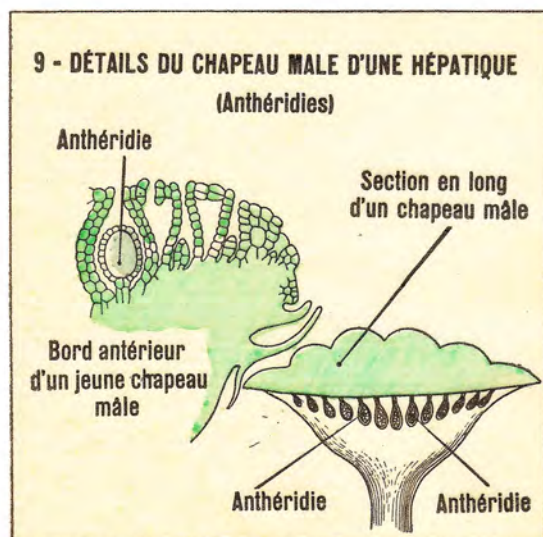 9 - DÉTAILS DU CHAPEAU MALE D'UNE HÉPATIQUE
(Anthéridies)
Anthéridie
Section en long
d'un chapeau mâle
Bord antérieur
d'un jeune chapeau
mâle
Anthéridie
Anthéridie